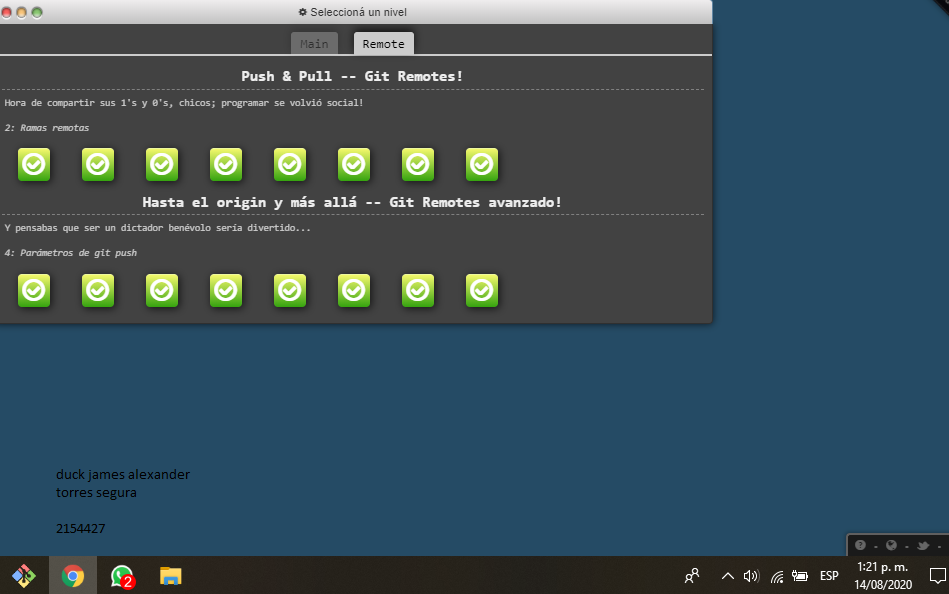 Seleccioná un nivel
Main
Remote
Push & Pull -- Git Remotes!
Hora de compartir sus 1's y 0's, chicos; programar se volvió social!
2: Ramas remotas
Hasta el origin y más allá -- Git Remotes avanzado!
Y pensabas que ser un dictador benévolo sería divertido...
4: Parámetros de git push
duck james alexander
torres segura
2154427
? - - -
2
ESP
1:21 p. m.
14/08/2020